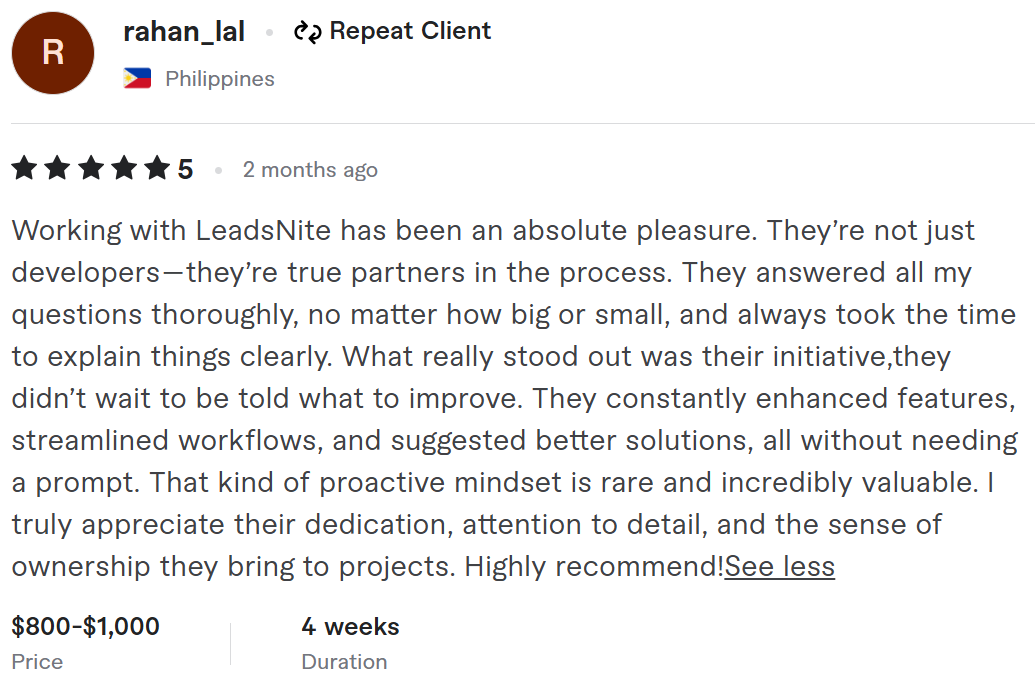 R
rahan_lal • Repeat Client
Philippines
5 • 2 months ago
Working with LeadsNite has been an absolute pleasure. They’re not just
developers—they’re true partners in the process. They answered all my
questions thoroughly, no matter how big or small, and always took the time
to explain things clearly. What really stood out was their initiative,they
didn’t wait to be told what to improve. They constantly enhanced features,
streamlined workflows, and suggested better solutions, all without needing
a prompt. That kind of proactive mindset is rare and incredibly valuable. I
truly appreciate their dedication, attention to detail, and the sense of
ownership they bring to projects. Highly recommend!See less
$800-$1,000 4 weeks
Price Duration